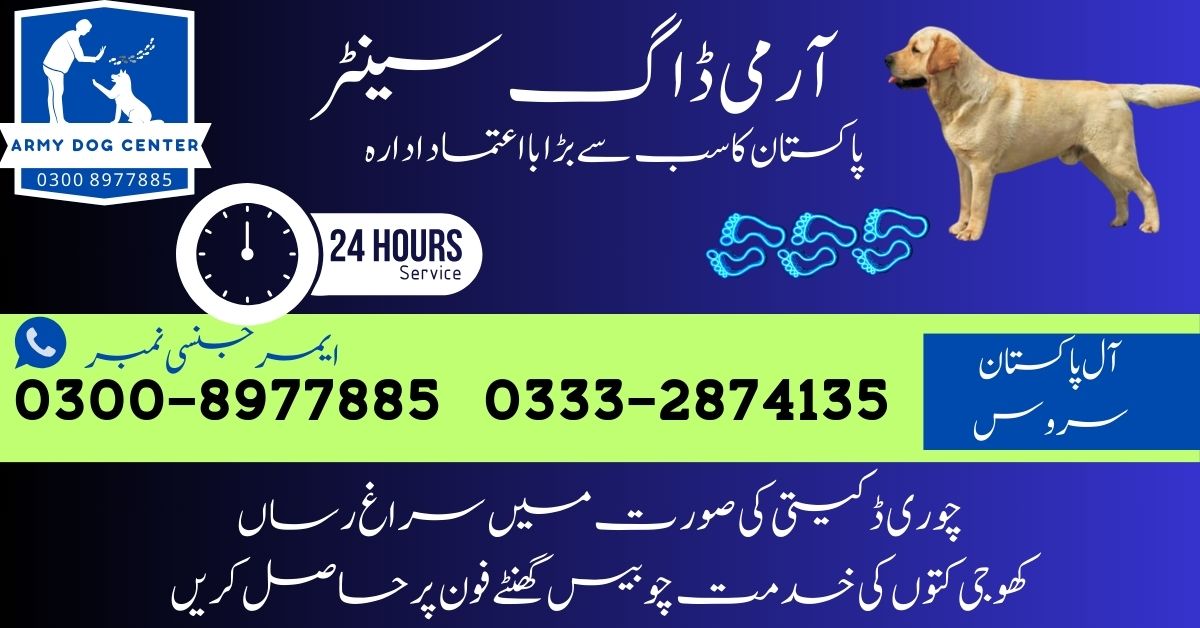 آرمی ڈاگ سینٹر
پاکستان کا سب سے بڑا بااعتماد ادارہ
ARMY DOG CENTER
0300 8977885
24 HOURS
Service
ایمرجنسی نمبر
0300-8977885 0333-2874135
آل پاکستان
سروس
چوری ڈکیتی کی صورت میں سراغ رساں
کھوجی کتوں کی خدمت چوبیس گھنٹے فون پر حاصل کریں